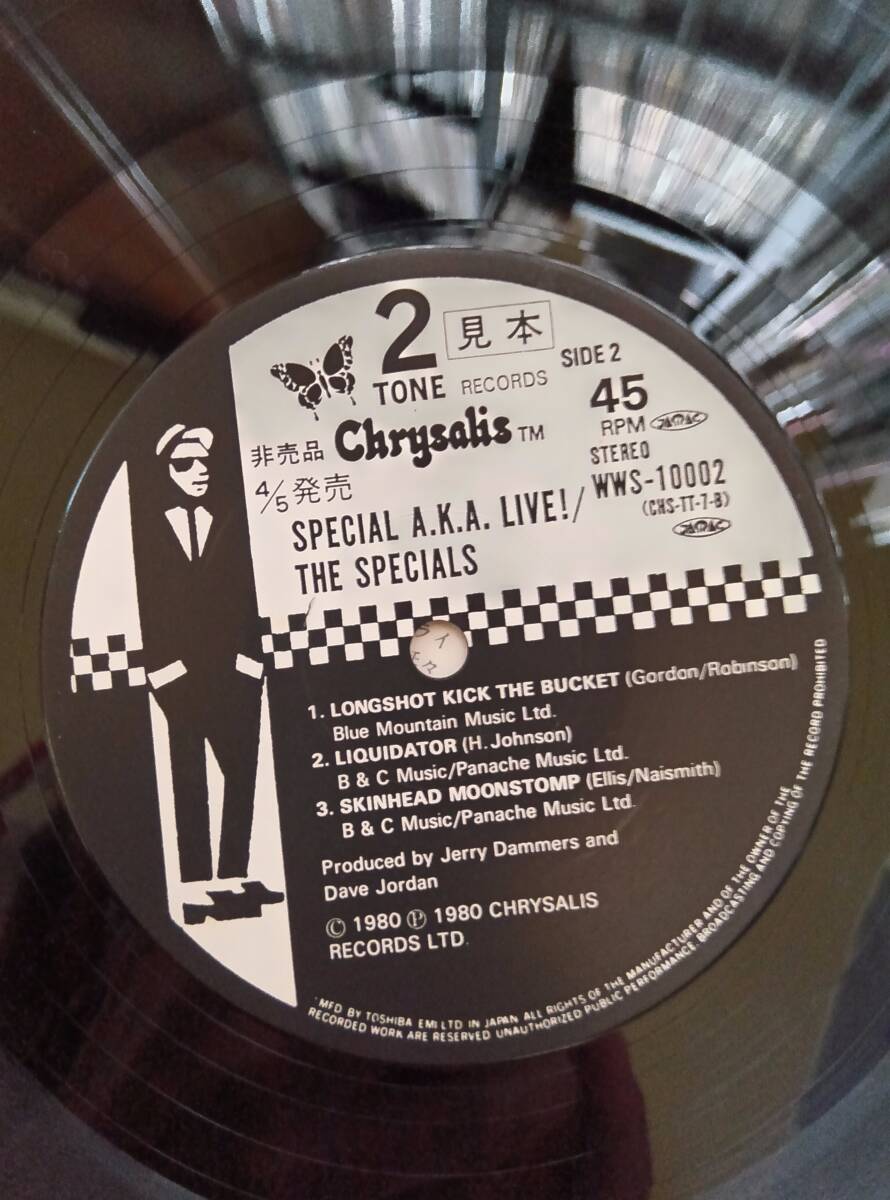 2
見本
TONE RECORDS
SIDE 2
45
RPM
STEREO
WWS-10002
(CHS-TT-7-B)
非売品
Chrysalis TM
4/5 発売
SPECIAL A.K.A. LIVE!/
THE SPECIALS
1. LONGSHOT KICK THE BUCKET (Gordon/Robinson)
Blue Mountain Music Ltd.
2. LIQUIDATOR (H. Johnson)
B & C Music/Panache Music Ltd.
3. SKINHEAD MOONSTOMP (Ellis/Naismith)
B & C Music/Panache Music Ltd.
Produced by Jerry Dammers and
Dave Jordan
© 1980 ℗ 1980 CHRYSALIS
RECORDS LTD.
MFD BY TOSHIBA EMI LTD IN JAPAN ALL RIGHTS OF THE MANUFACTURER AND OF THE OWNER OF THE
RECORDED WORK ARE RESERVED UNAUTHORIZED PUBLIC PERFORMANCE. BROADCASTING AND COPYING OF THE RECORD PROHIBITED